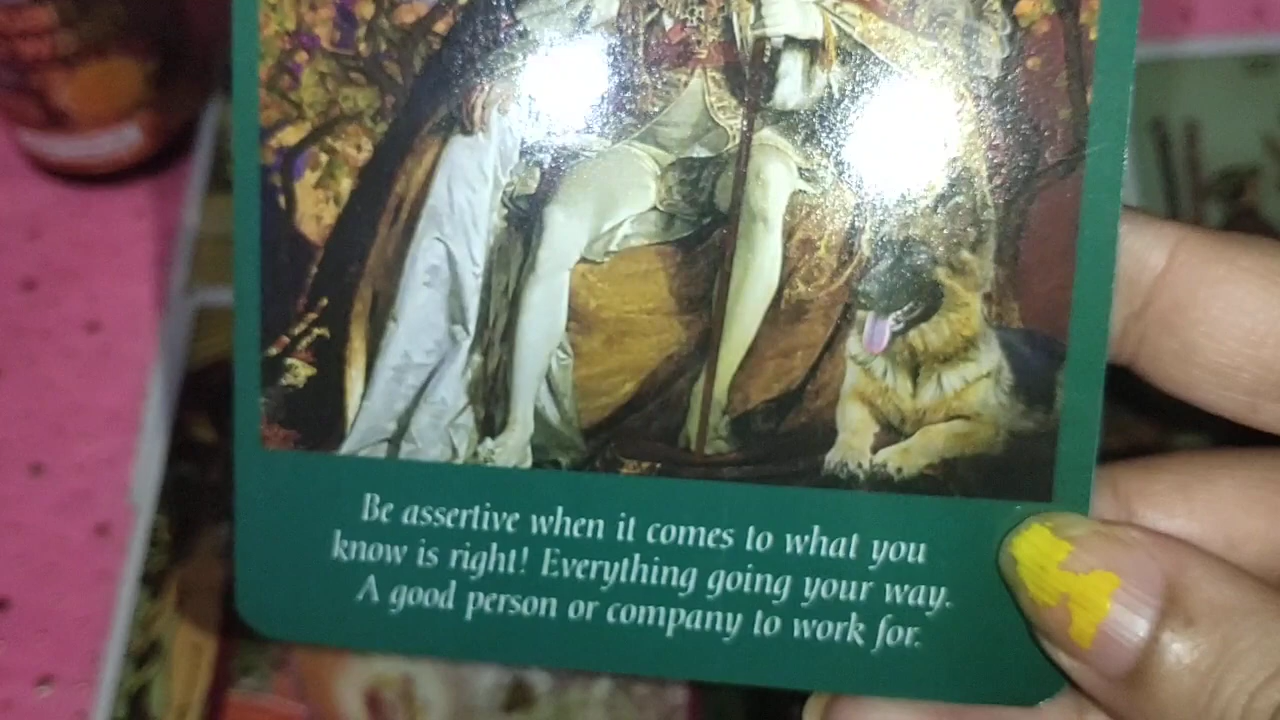 Be assertive when it comes to what you
know is right! Everything going your way.
A good person or company to work for.